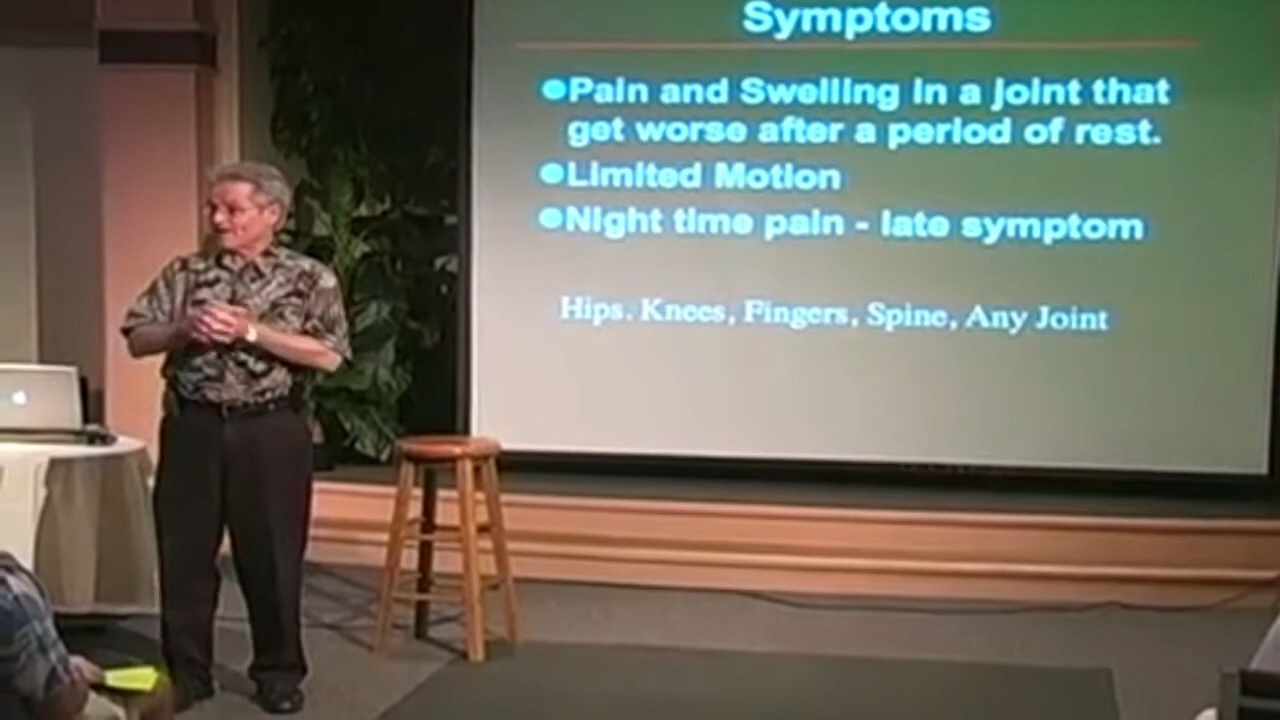 Symptoms
Pain and Swelling in a joint that
get worse after a period of rest.
Limited Motion
Night time pain - late symptom
Hips. Knees, Fingers, Spine, Any Joint